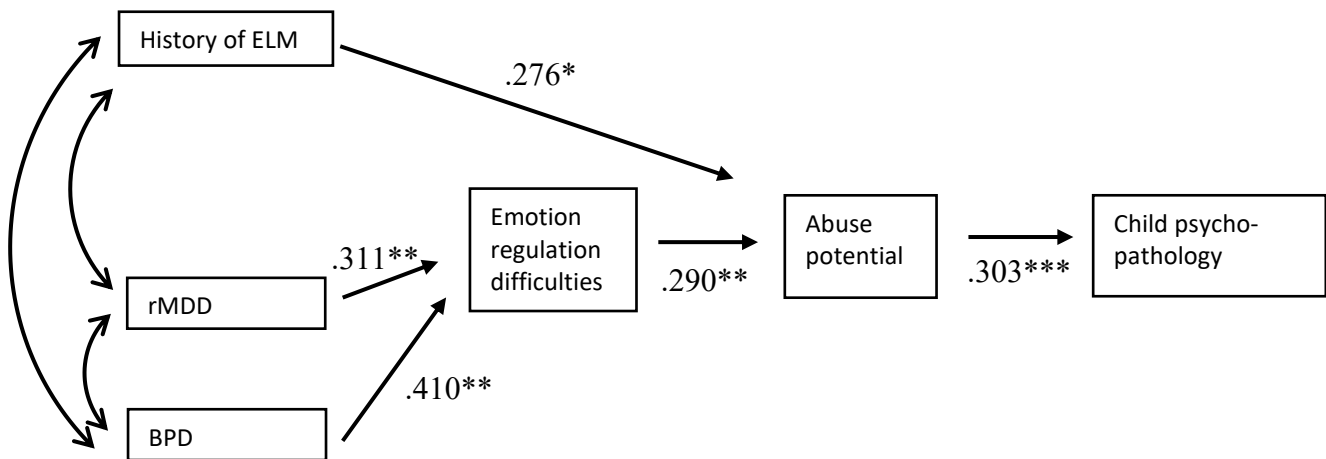 History of ELM
.276*
Emotion
regulation
difficulties
Abuse
potential
Child psycho-
pathology
.311**
.290**
.303***
rMDD
.410**
BPD